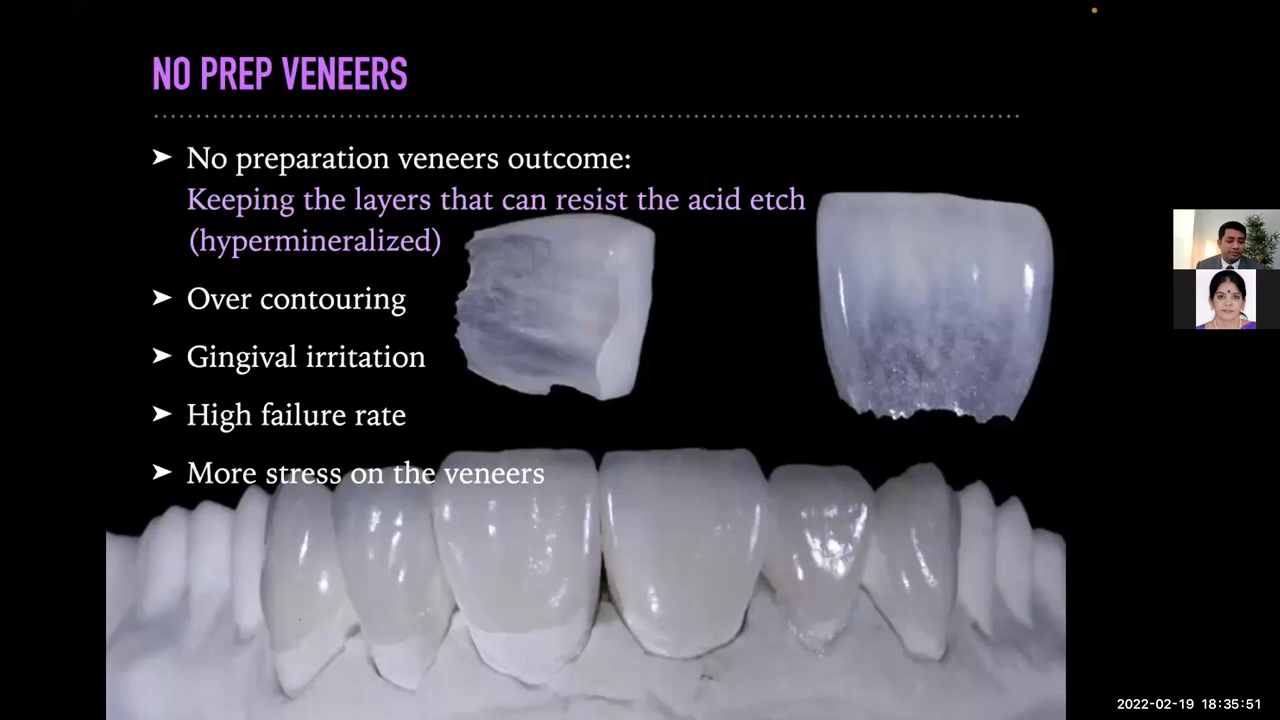 NO PREP VENEERS
➤ No preparation veneers outcome:
Keeping the layers that can resist the acid etch
(hypermineralized)
➤ Over contouring
➤ Gingival irritation
➤ High failure rate
➤ More stress on the veneers
2022-02-19 18:35:51